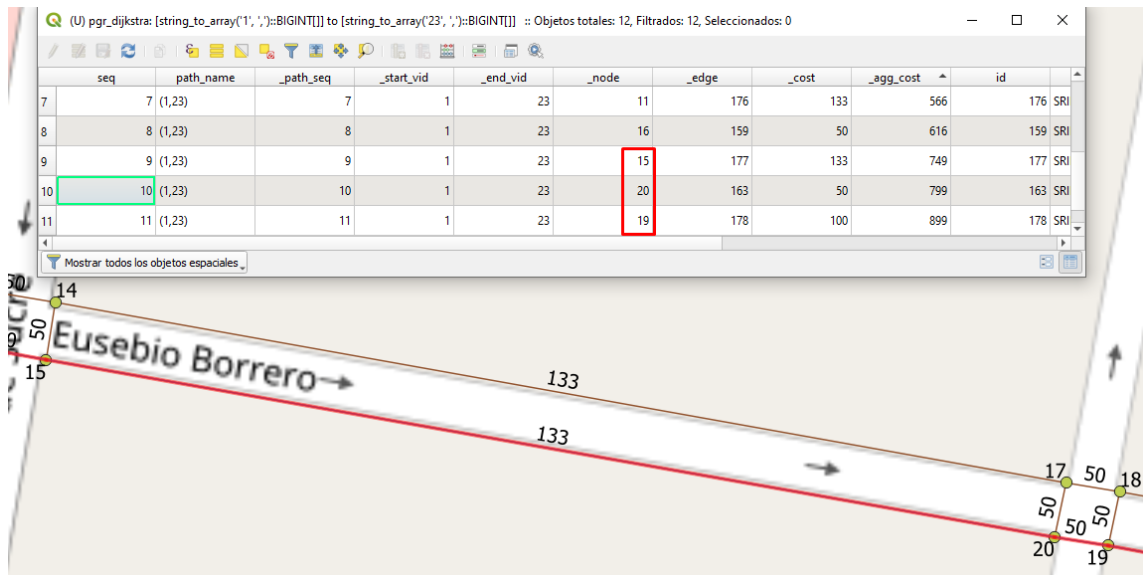 (U) pgr_dijkstra: [string_to_array('1', ',')::BIGINT[]] to [string_to_array('23', ',')::BIGINT[]] :: Objetos totales: 12, Filtrados: 12, Seleccionados: 0
seq path_name _path_seq _start_vid _end_vid _node _edge _cost _agg_cost id
7 7 (1,23) 7 1 23 11 176 133 566 176 SRI
8 8 (1,23) 8 1 23 16 159 50 616 159 SRI
9 9 (1,23) 9 1 23 15 177 133 749 177 SRI
10 10 (1,23) 10 1 23 20 163 50 799 163 SRI
11 11 (1,23) 11 1 23 19 178 100 899 178 SRI
Mostrar todos los objetos espaciales
14
50
Eusebio Borrero
15
133
133
17 50 18
50 50
50
20 19